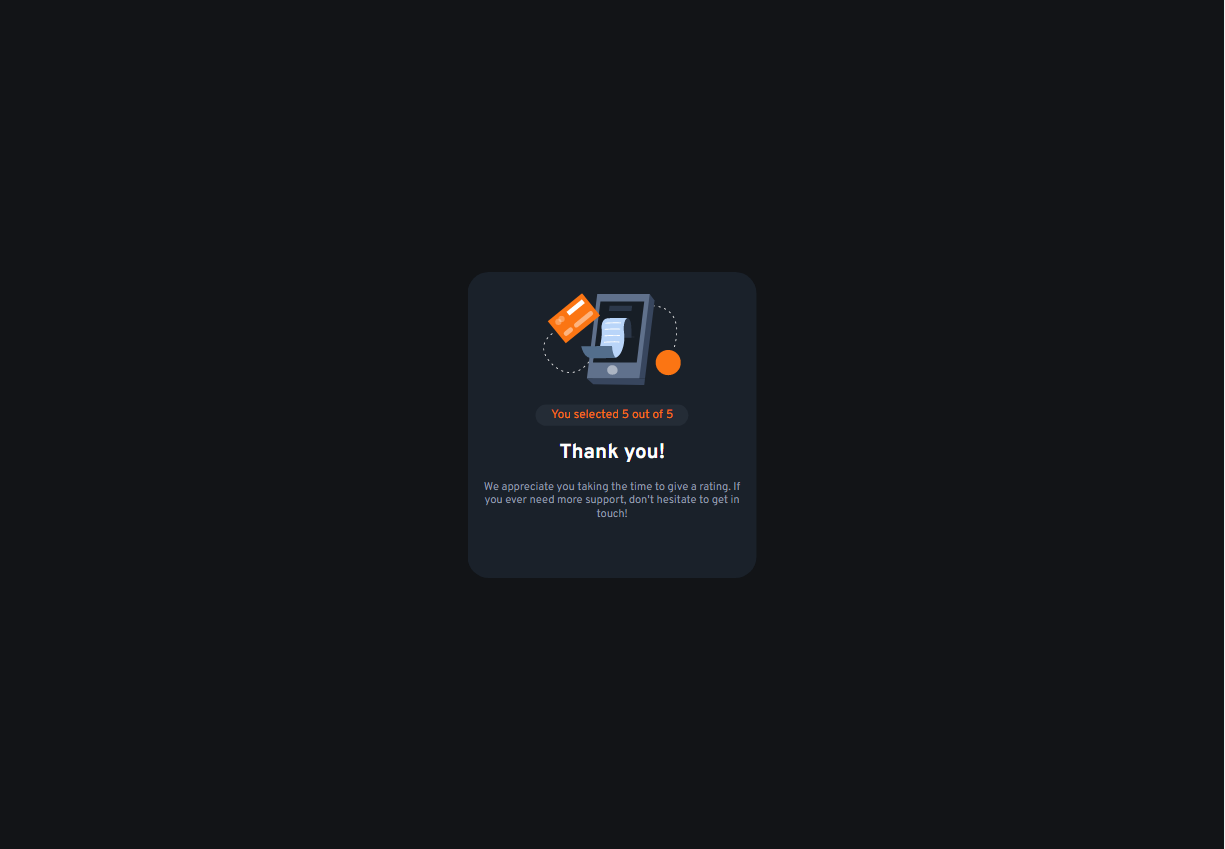 You selected 5 out of 5
Thank you!
We appreciate you taking the time to give a rating. If
you ever need more support, don't hesitate to get in
touch!